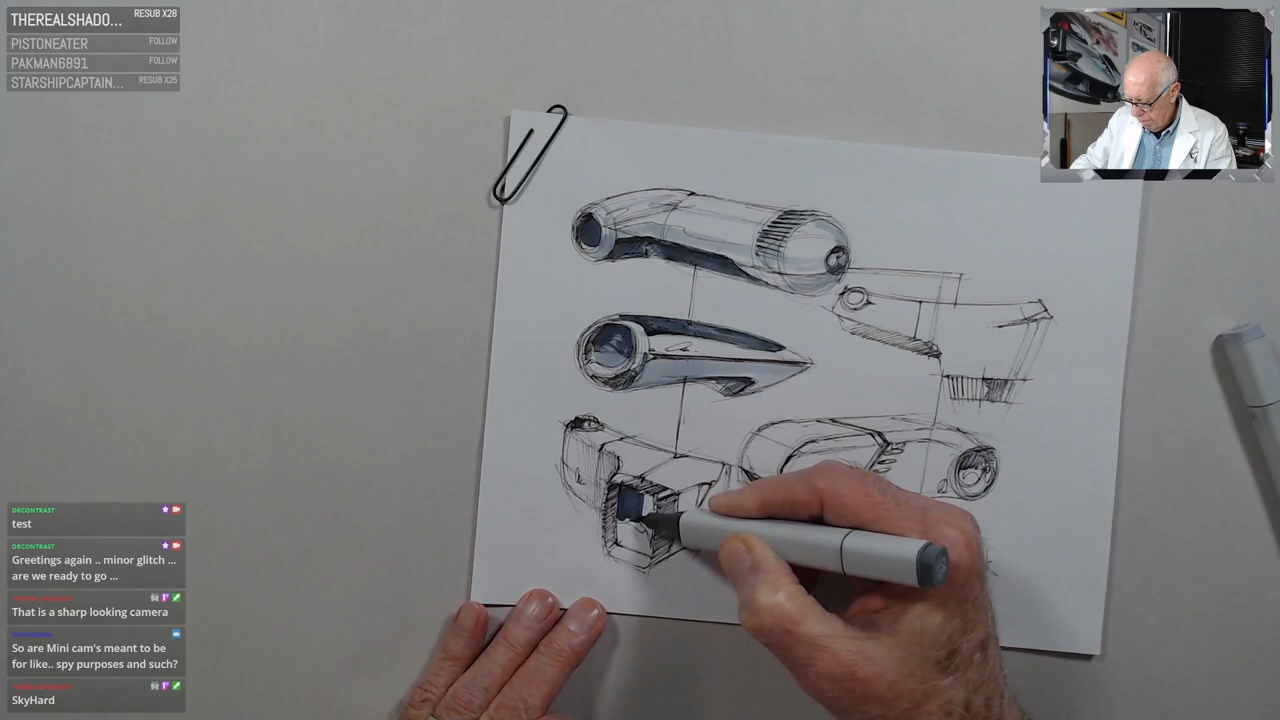 THEREALSHADO... RESUB X28
PISTONEATER FOLLOW
PAKMAN6891 FOLLOW
STARSHIPCAPTAIN... RESUB X25
DRCONTRAST
test
DRCONTRAST
Greetings again .. minor glitch ...
are we ready to go ...
That is a sharp looking camera
So are Mini cam's meant to be
for like.. spy purposes and such?
SkyHard